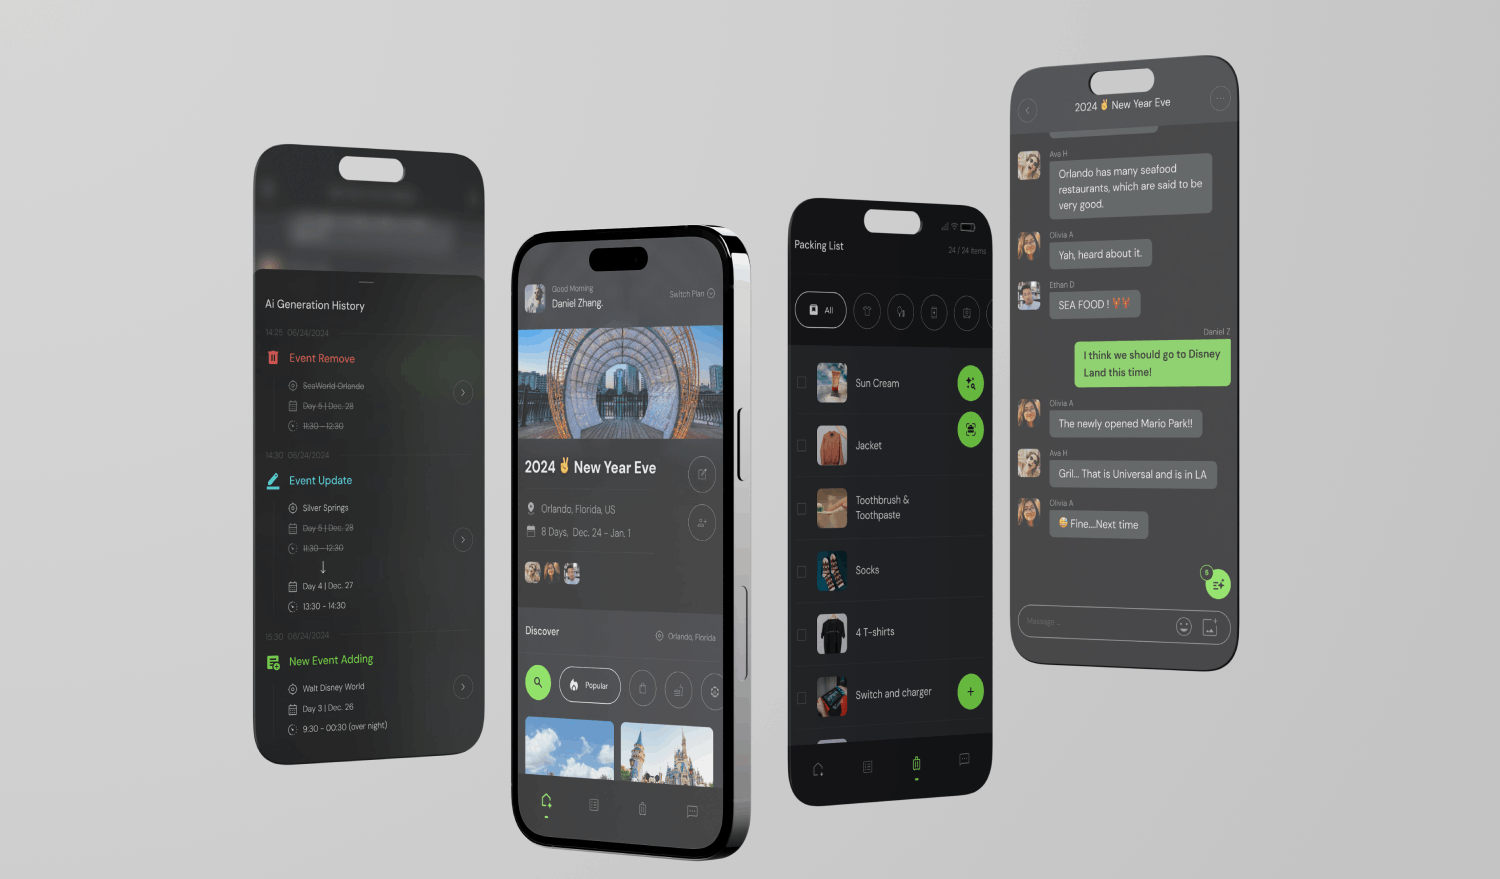 Ai Generation History
14:25 06/24/2024
Event Remove
SeaWorld Orlando
Day 5 | Dec. 28
11:30 - 12:30
14:30 06/24/2024
Event Update
Silver Springs
Day 5 | Dec. 28
11:30 - 12:30
Day 4 | Dec. 27
13:30 - 14:30
15:30 06/24/2024
New Event Adding
Walt Disney World
Day 3 | Dec. 26
9:30 - 00:30 (over night)
Good Morning
Daniel Zhang.
Switch Plan
2024 ✌️ New Year Eve
Orlando, Florida, US
8 Days, Dec. 24 - Jan. 1
Discover
Orlando, Florida
Popular
Packing List
24 / 24 items
All
Sun Cream
Jacket
Toothbrush &
Toothpaste
Socks
4 T-shirts
Switch and charger
2024 ✌️ New Year Eve
Ava H
Orlando has many seafood
restaurants, which are said to be
very good.
Olivia A
Yah, heard about it.
Ethan D
SEA FOOD ! 🦞🦞
Daniel Z
I think we should go to Disney
Land this time!
Olivia A
The newly opened Mario Park!!
Ava H
Gril... That is Universal and is in LA
Olivia A
😅 Fine....Next time
Message ...